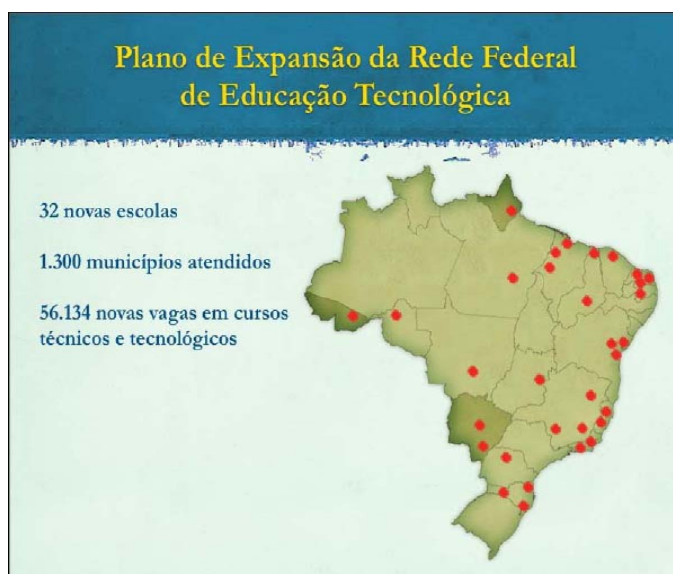 Plano de Expansão da Rede Federal
de Educação Tecnológica
32 novas escolas
1.300 municípios atendidos
56.134 novas vagas em cursos
técnicos e tecnológicos